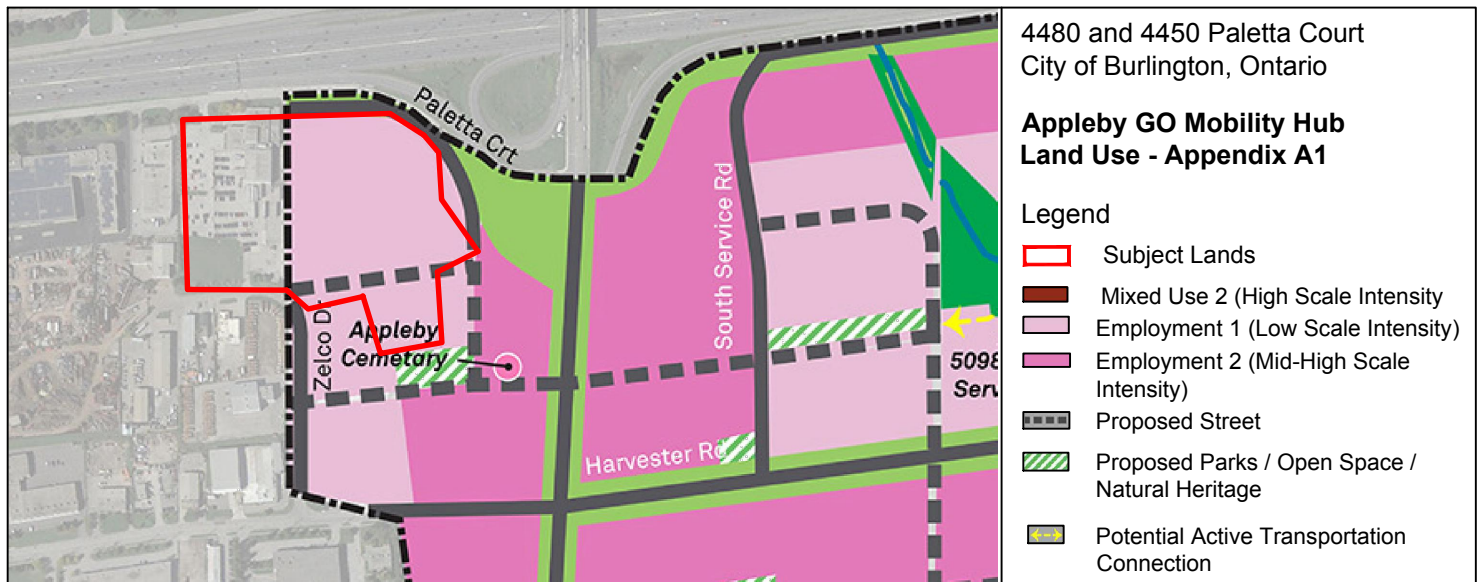 4480 and 4450 Paletta Court
City of Burlington, Ontario
Appleby GO Mobility Hub
Land Use - Appendix A1
Legend
Subject Lands
Mixed Use 2 (High Scale Intensity
Employment 1 (Low Scale Intensity)
Employment 2 (Mid-High Scale
Intensity)
Proposed Street
Proposed Parks / Open Space /
Natural Heritage
Potential Active Transportation
Connection
Paletta Crt
South Service Rd
Zelco D
Appleby
Cemetary
5098
Serv
Harvester Rd